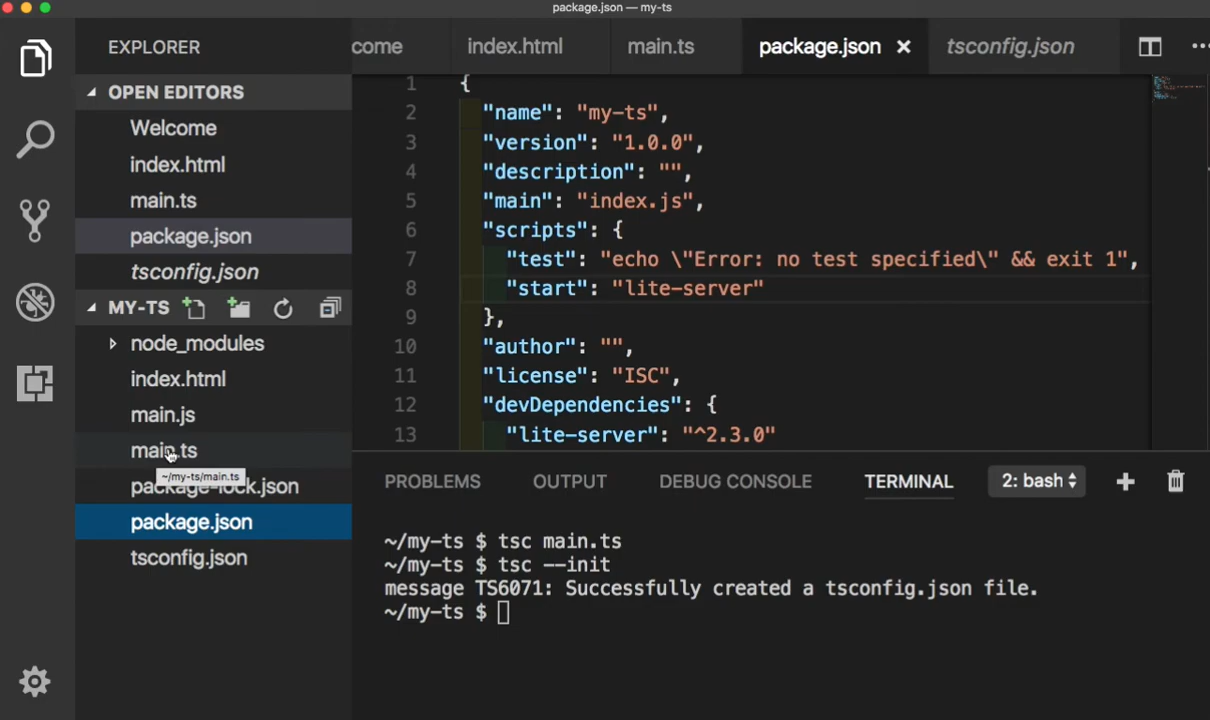 package.json — my-ts
EXPLORER
OPEN EDITORS
Welcome
index.html
main.ts
package.json
tsconfig.json
MY-TS
node_modules
index.html
main.js
main.ts
~/my-ts/main.ts
package-lock.json
package.json
tsconfig.json
come index.html main.ts package.json tsconfig.json
1 {
2 "name": "my-ts",
3 "version": "1.0.0",
4 "description": "",
5 "main": "index.js",
6 "scripts": {
7 "test": "echo \"Error: no test specified\" && exit 1",
8 "start": "lite-server"
9 },
10 "author": "",
11 "license": "ISC",
12 "devDependencies": {
13 "lite-server": "^2.3.0"
PROBLEMS OUTPUT DEBUG CONSOLE TERMINAL 2: bash
~/my-ts $ tsc main.ts
~/my-ts $ tsc --init
message TS6071: Successfully created a tsconfig.json file.
~/my-ts $